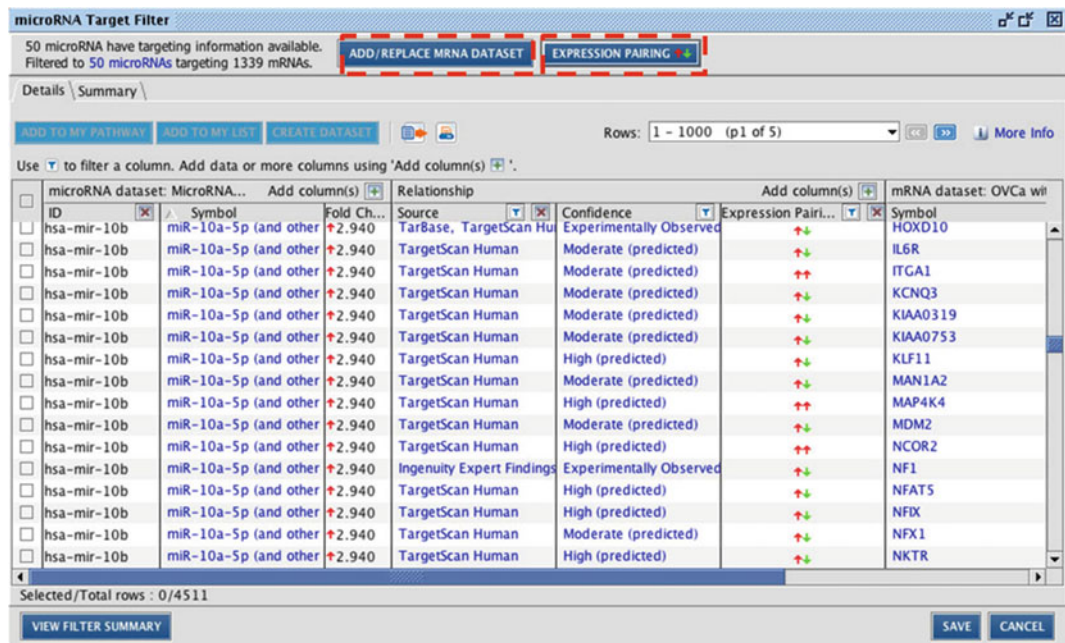 microRNA Target Filter
50 microRNA have targeting information available.
Filtered to 50 microRNAs targeting 1339 mRNAs.
ADD/REPLACE MRNA DATASET
EXPRESSION PAIRING
Details Summary
ADD TO MY PATHWAY ADD TO MY LIST CREATE DATASET Rows: 1 - 1000 (p1 of 5) More Info
Use to filter a column. Add data or more columns using 'Add column(s) '.
microRNA dataset: MicroRNA... Add column(s) Relationship Add column(s) mRNA dataset: OVCa wit
ID Symbol Fold Ch... Source Confidence Expression Pairi... Symbol
hsa-mir-10b miR-10a-5p (and other ↑2.940 TarBase, TargetScan Hu Experimentally Observed ↑↓ HOXD10
hsa-mir-10b miR-10a-5p (and other ↑2.940 TargetScan Human Moderate (predicted) ↑↓ IL6R
hsa-mir-10b miR-10a-5p (and other ↑2.940 TargetScan Human Moderate (predicted) ↑↑ ITGA1
hsa-mir-10b miR-10a-5p (and other ↑2.940 TargetScan Human Moderate (predicted) ↑↓ KCNQ3
hsa-mir-10b miR-10a-5p (and other ↑2.940 TargetScan Human Moderate (predicted) ↑↓ KIAA0319
hsa-mir-10b miR-10a-5p (and other ↑2.940 TargetScan Human Moderate (predicted) ↑↓ KIAA0753
hsa-mir-10b miR-10a-5p (and other ↑2.940 TargetScan Human High (predicted) ↑↓ KLF11
hsa-mir-10b miR-10a-5p (and other ↑2.940 TargetScan Human Moderate (predicted) ↑↓ MAN1A2
hsa-mir-10b miR-10a-5p (and other ↑2.940 TargetScan Human High (predicted) ↑↑ MAP4K4
hsa-mir-10b miR-10a-5p (and other ↑2.940 TargetScan Human Moderate (predicted) ↑↓ MDM2
hsa-mir-10b miR-10a-5p (and other ↑2.940 TargetScan Human High (predicted) ↑↑ NCOR2
hsa-mir-10b miR-10a-5p (and other ↑2.940 Ingenuity Expert Findings Experimentally Observed ↑↓ NF1
hsa-mir-10b miR-10a-5p (and other ↑2.940 TargetScan Human High (predicted) ↑↓ NFAT5
hsa-mir-10b miR-10a-5p (and other ↑2.940 TargetScan Human High (predicted) ↑↓ NFIX
hsa-mir-10b miR-10a-5p (and other ↑2.940 TargetScan Human Moderate (predicted) ↑↓ NFX1
hsa-mir-10b miR-10a-5p (and other ↑2.940 TargetScan Human High (predicted) ↑↓ NKTR
Selected/Total rows : 0/4511
VIEW FILTER SUMMARY SAVE CANCEL